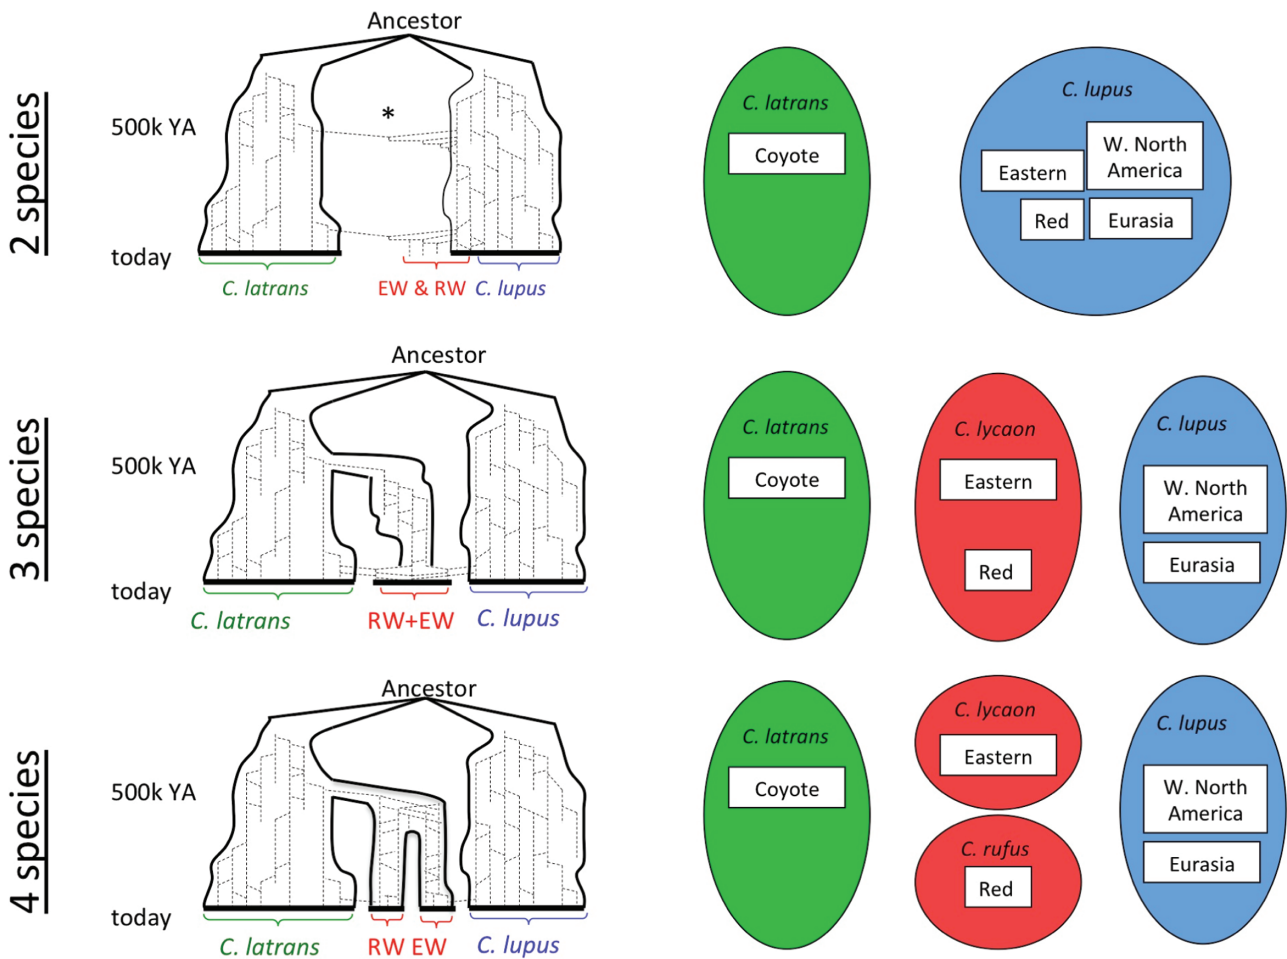 2 species
Ancestor
500k YA
*
today
C. latrans
EW & RW
C. lupus
C. latrans
Coyote
C. lupus
Eastern
W. North
America
Red
Eurasia
3 species
Ancestor
500k YA
today
C. latrans
RW+EW
C. lupus
C. latrans
Coyote
C. lycaon
Eastern
Red
C. lupus
W. North
America
Eurasia
4 species
Ancestor
500k YA
today
C. latrans
RW EW
C. lupus
C. latrans
Coyote
C. lycaon
Eastern
C. rufus
Red
C. lupus
W. North
America
Eurasia